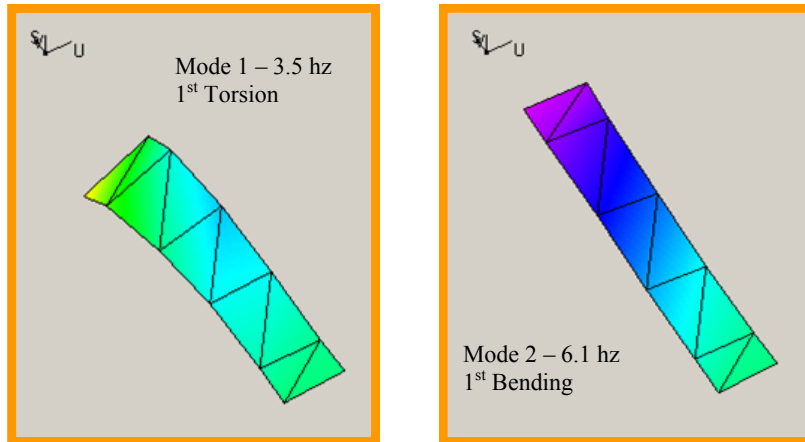 U
Mode 1 – 3.5 hz
1st Torsion
U
Mode 2 – 6.1 hz
1st Bending